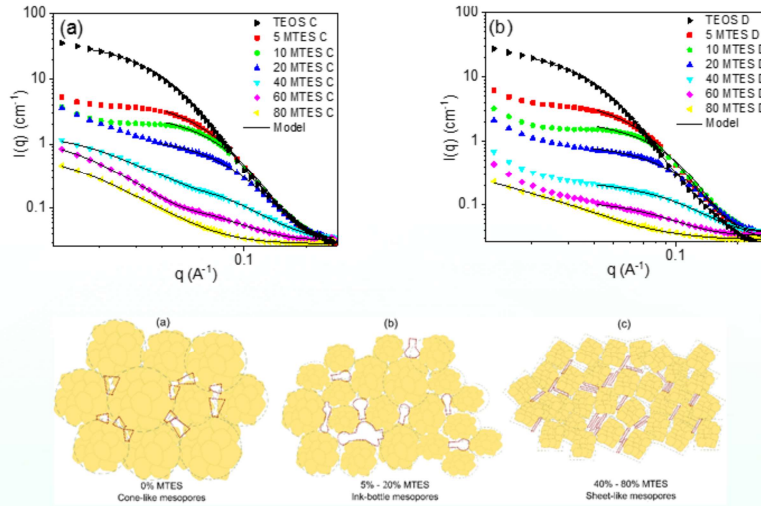 (a)
TEOS C
5 MTES C
10 MTES C
20 MTES C
40 MTES C
60 MTES C
80 MTES C
Model
100
10
1
0.1
I(q) (cm⁻¹)
0.1
q (A⁻¹)
(b)
TEOS D
5 MTES D
10 MTES D
20 MTES D
40 MTES D
60 MTES D
80 MTES D
Model
100
10
1
0.1
I(q) (cm⁻¹)
0.1
q (A⁻¹)
(a)
0% MTES
Cone-like mesopores
(b)
5% - 20% MTES
Ink-bottle mesopores
(c)
40% - 80% MTES
Sheet-like mesopores